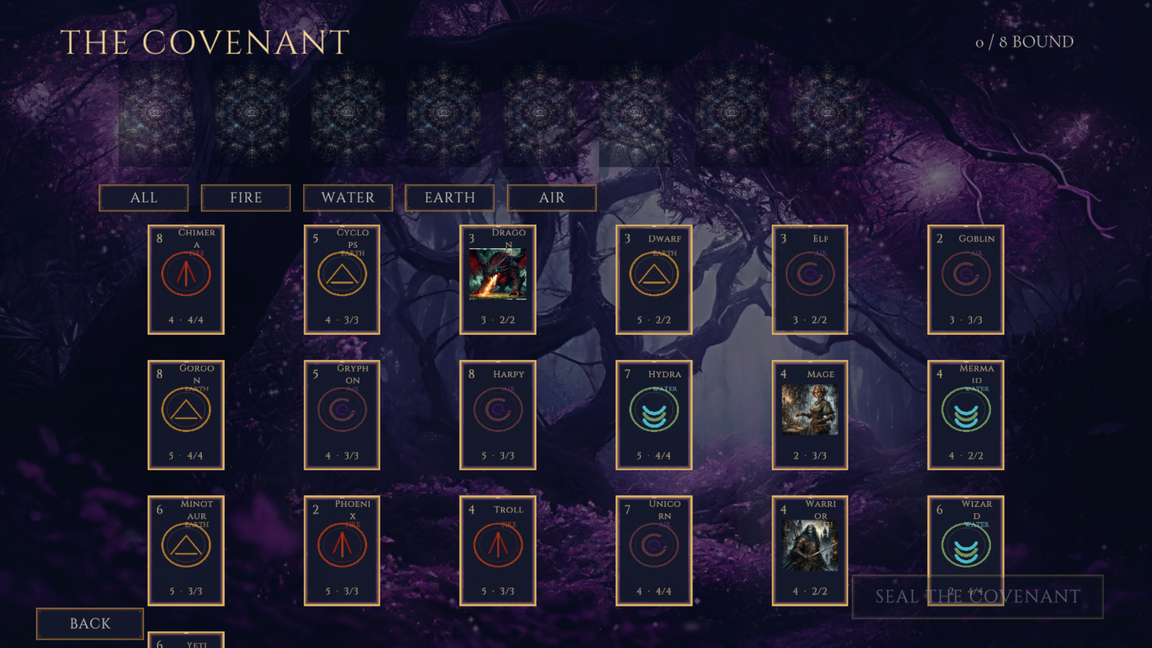 THE COVENANT
0 / 8 BOUND
ALL
FIRE
WATER
EARTH
AIR
8
CHIMER
A
FIRE
4 · 4/4
5
CYCLO
PS
EARTH
4 · 3/3
3
DRAGO
N
3 · 2/2
3
DWARF
EARTH
5 · 2/2
3
ELF
AIR
3 · 2/2
2
GOBLIN
AIR
3 · 3/3
8
GORGO
N
EARTH
5 · 4/4
5
GRYPH
ON
AIR
4 · 3/3
8
HARPY
AIR
5 · 3/3
7
HYDRA
WATER
5 · 4/4
4
MAGE
2 · 3/3
4
MERMA
ID
WATER
4 · 2/2
6
MINOT
AUR
EARTH
5 · 3/3
2
PHOENI
X
FIRE
5 · 3/3
4
TROLL
FIRE
5 · 3/3
7
UNICO
RN
AIR
4 · 4/4
4
WARRI
OR
4 · 2/2
6
WIZAR
D
WATER
SEAL THE COVENANT
BACK
6
YETI